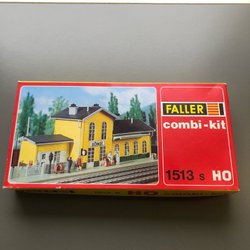 FALLER
combi-kit
1513 s HO